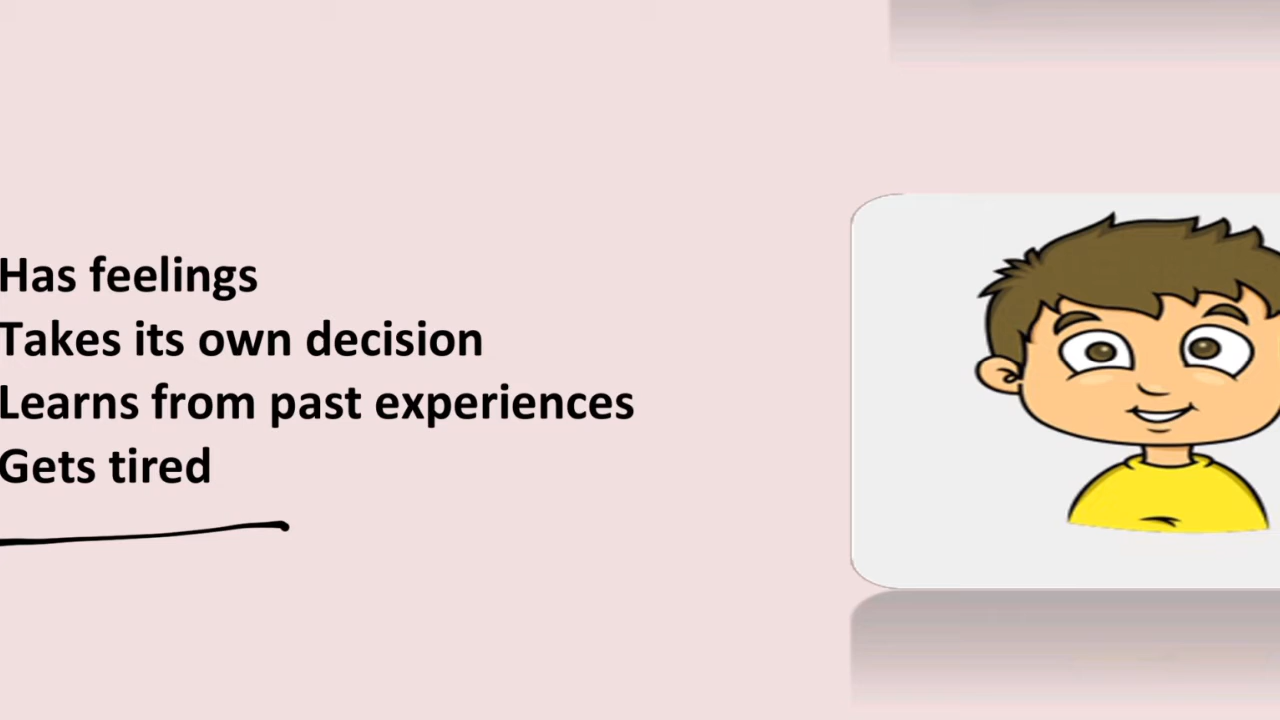 Has feelings
Takes its own decision
Learns from past experiences
Gets tired